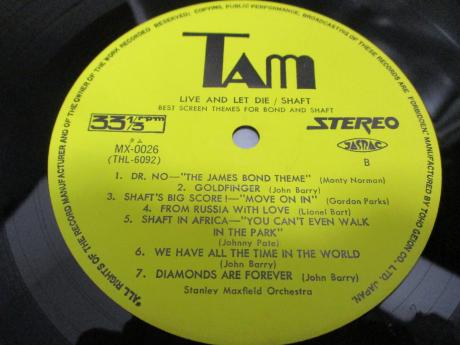 *ALL RIGHTS OF THE RECORD MANUFACTURER AND OF THE OWNER OF THE WORK RECORDED RESERVED. COPYING, PUBLIC PERFORMANCE, BROADCASTING OF THESE RECORDS FORBIDDEN. MANUFACTURED BY TOHO GEION CO., LTD. JAPAN.
TAM
LIVE AND LET DIE / SHAFT
BEST SCREEN THEMES FOR BOND AND SHAFT
33 1/3 rpm
STEREO
MX-0026
JASRAC
(THL-6092)
B
1. DR. NO—"THE JAMES BOND THEME" (Monty Norman)
2. GOLDFINGER (John Barry)
3. SHAFT'S BIG SCORE!—"MOVE ON IN" (Gordon Parks)
4. FROM RUSSIA WITH LOVE (Lionel Bart)
5. SHAFT IN AFRICA—"YOU CAN'T EVEN WALK
IN THE PARK"
(Johnny Pate)
6. WE HAVE ALL THE TIME IN THE WORLD
(John Barry)
7. DIAMONDS ARE FOREVER (John Barry)
Stanley Maxfield Orchestra